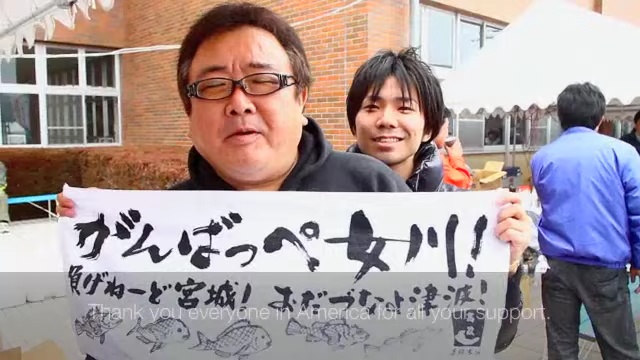 がんばっぺ 女川!
負げねーど宮城! おだづなよ津波!
Thank you everyone in America for all your support.